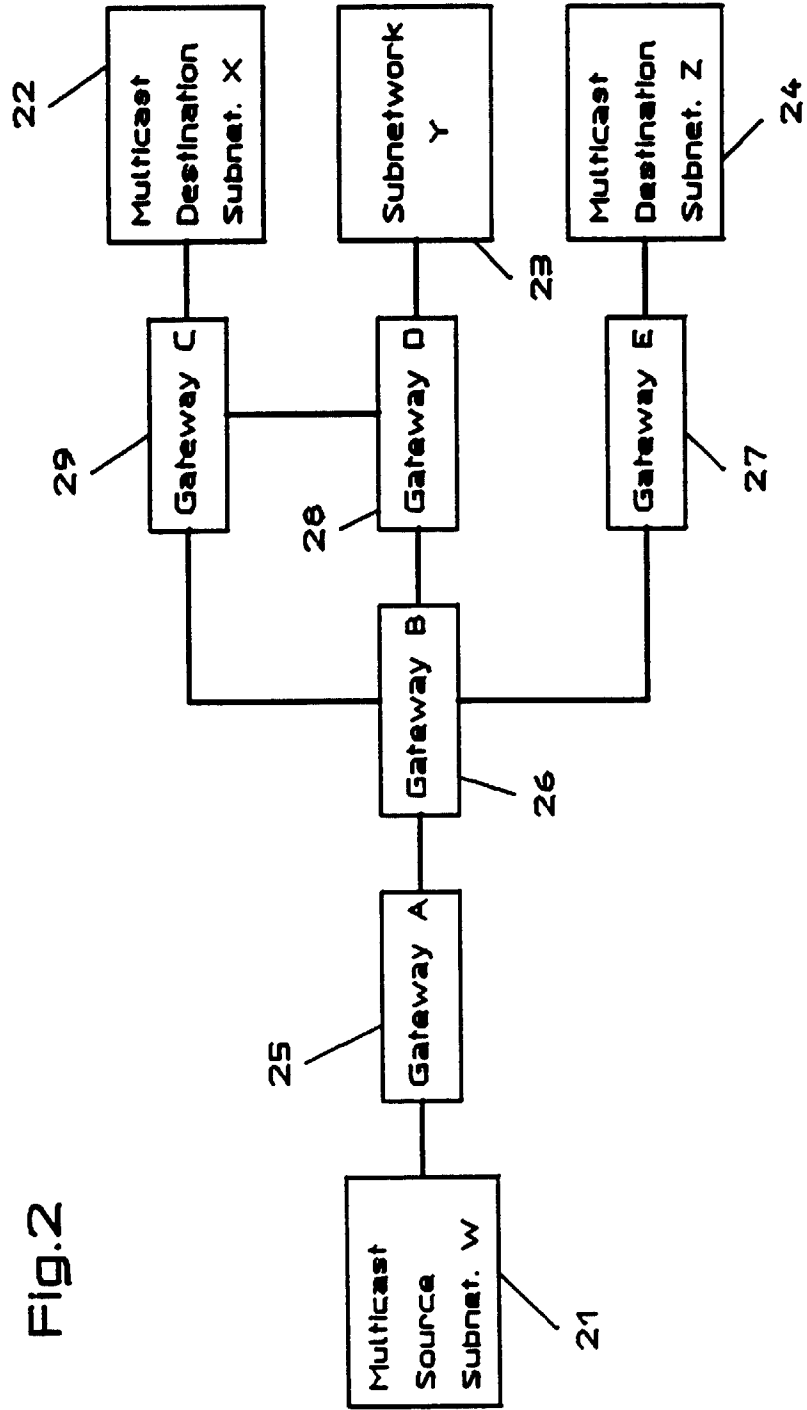 Fig.2
Multicast
Source
Subnet. W
21
Gateway A
25
Gateway B
26
Gateway C
29
Gateway D
28
Gateway E
27
Multicast
Destination
Subnet. X
22
Subnetwork
Y
23
Multicast
Destination
Subnet. Z
24